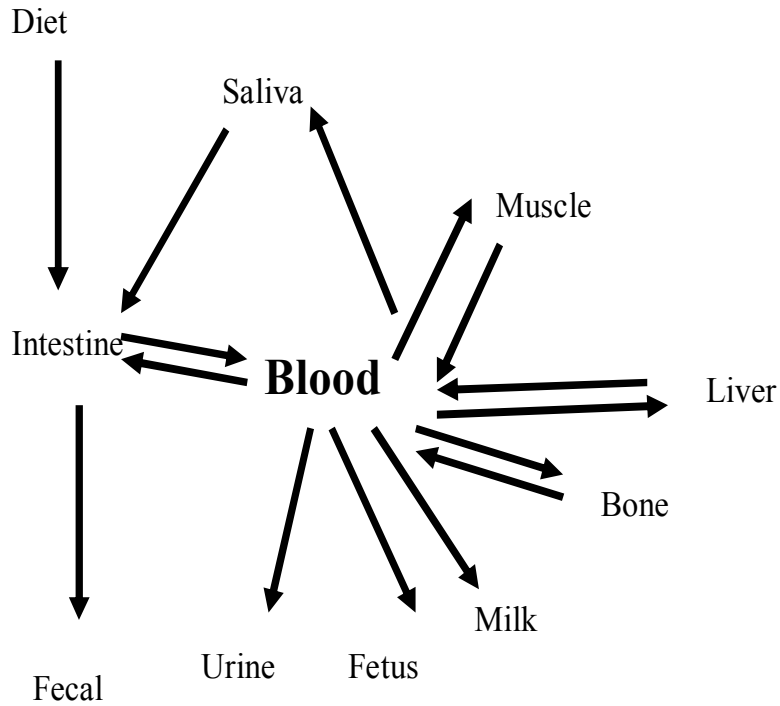 Diet
Saliva
Muscle
Intestine
Blood
Liver
Bone
Milk
Urine
Fetus
Fecal